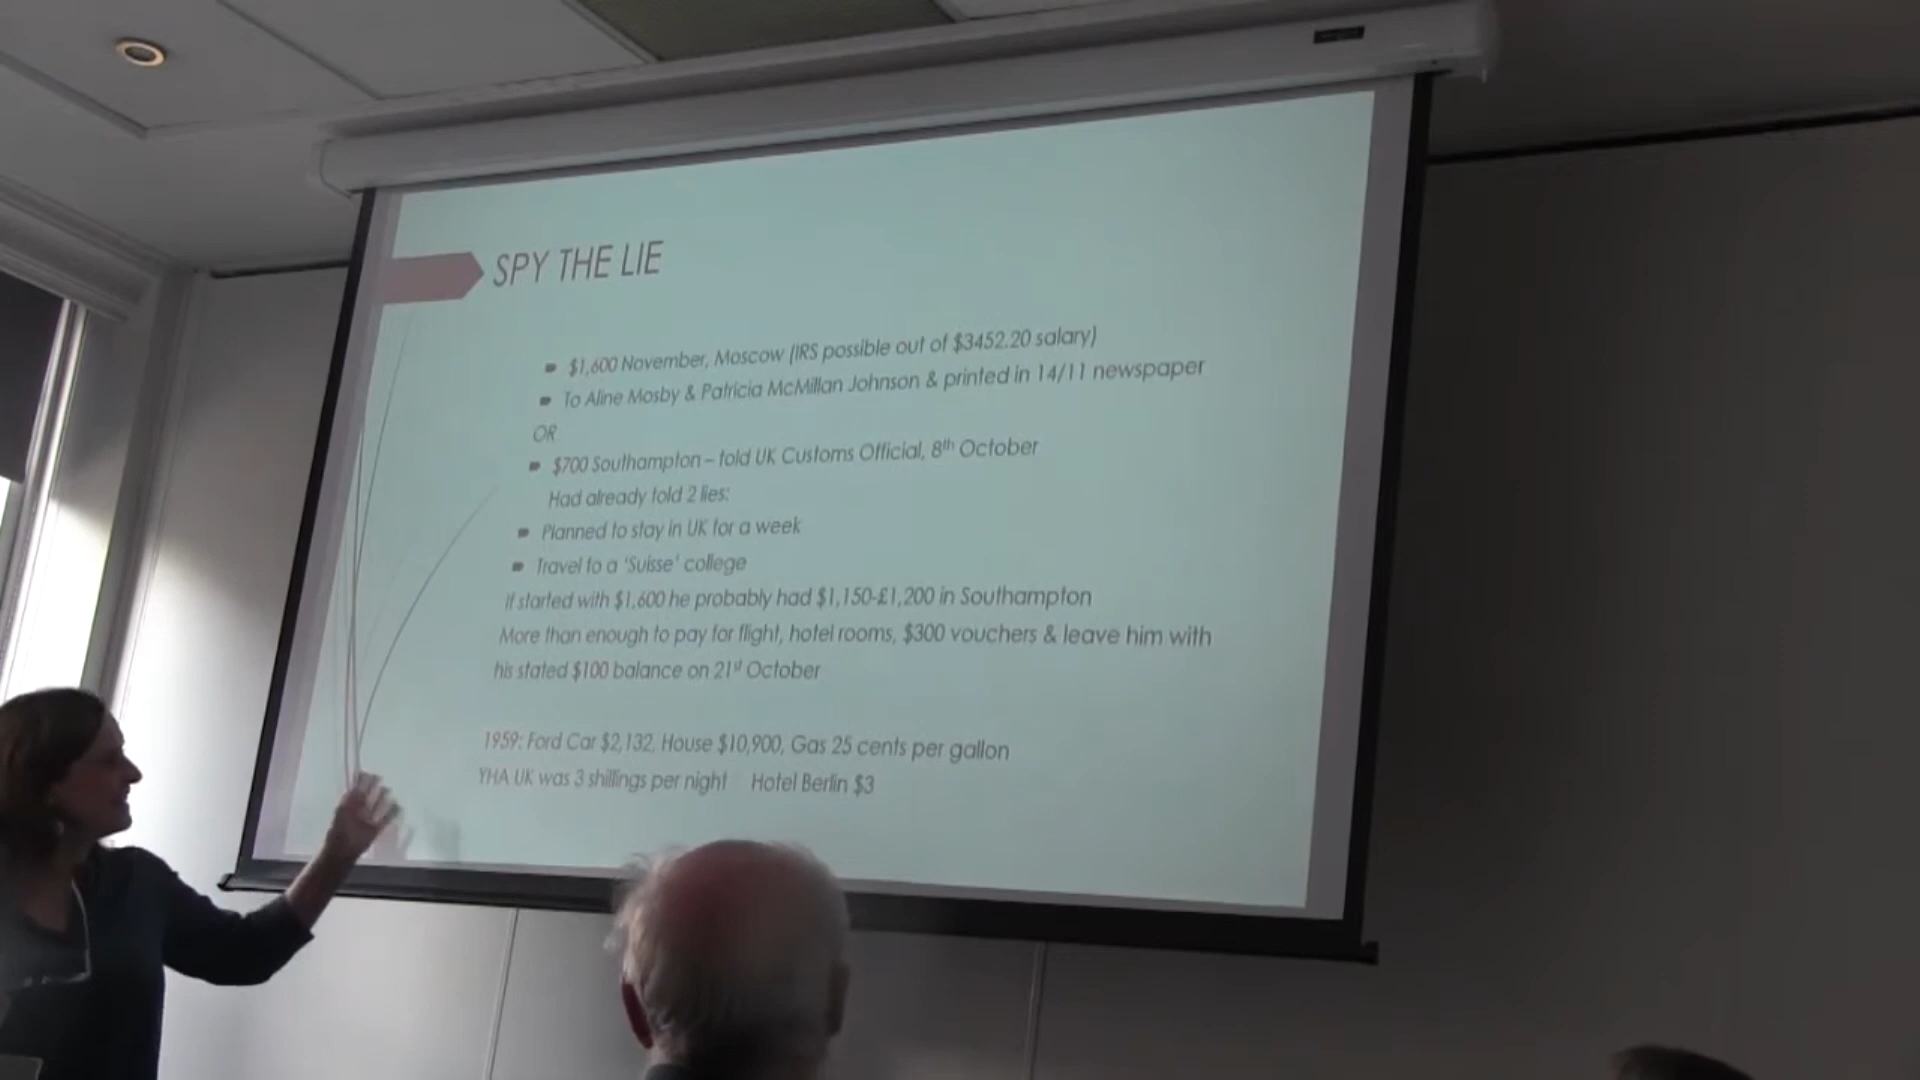 SPY THE LIE
$1,600 November, Moscow (IRS possible out of $3452.20 salary)
To Aline Mosby & Patricia McMillan Johnson & printed in 14/11 newspaper
OR
$700 Southampton – told UK Customs Official, 8th October
Had already told 2 lies:
Planned to stay in UK for a week
Travel to a 'Suisse' college
If started with $1,600 he probably had $1,150-£1,200 in Southampton
More than enough to pay for flight, hotel rooms, $300 vouchers & leave him with
his stated $100 balance on 21st October
1959: Ford Car $2,132, House $10,900, Gas 25 cents per gallon
YHA UK was 3 shillings per night Hotel Berlin $3